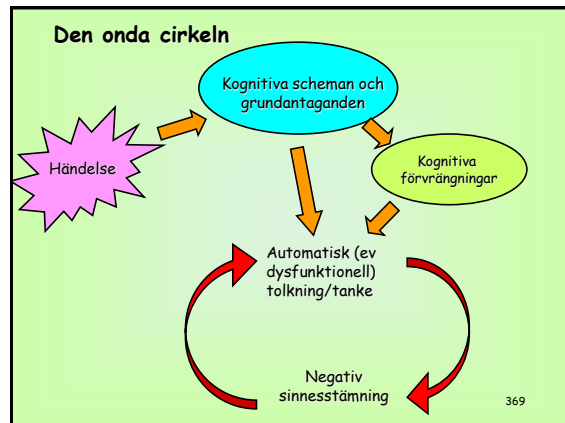 Den onda cirkeln
Kognitiva scheman och
grundantaganden
Händelse
Kognitiva
förvrängningar
Automatisk (ev
dysfunktionell)
tolkning/tanke
Negativ
sinnesstämning
369